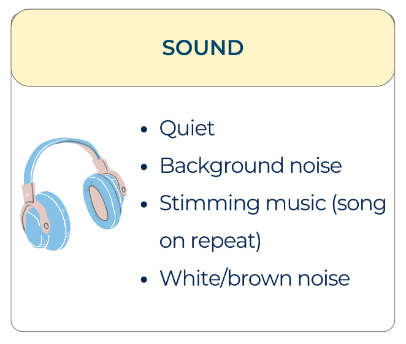 SOUND
• Quiet
• Background noise
• Stimming music (song
on repeat)
• White/brown noise